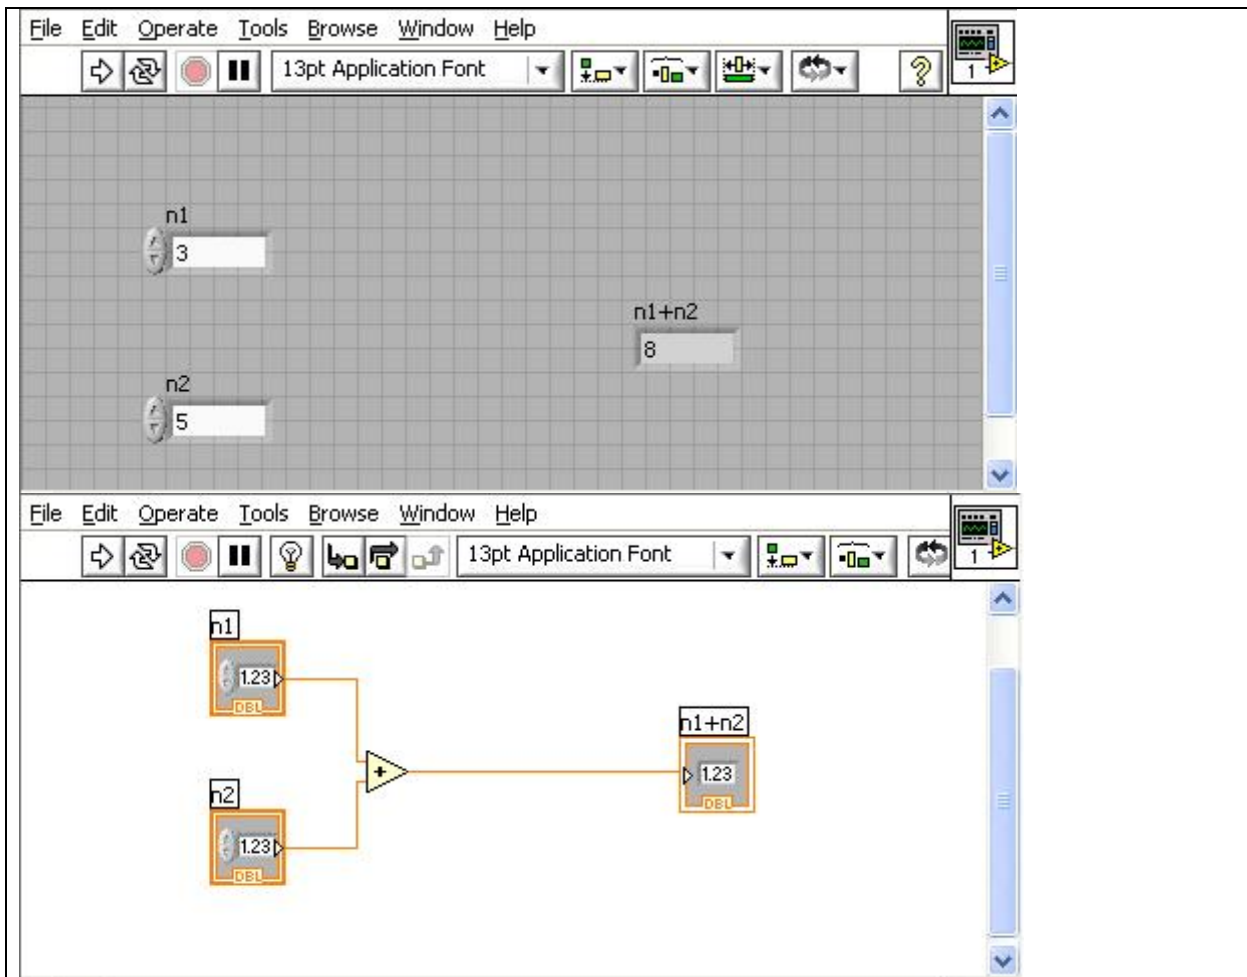 File Edit Operate Tools Browse Window Help
13pt Application Font ? 1
n1
3
n1+n2
8
n2
5
File Edit Operate Tools Browse Window Help
13pt Application Font 1
n1
1.23
DBL
n1+n2
+ 1.23
DBL
n2
1.23
DBL